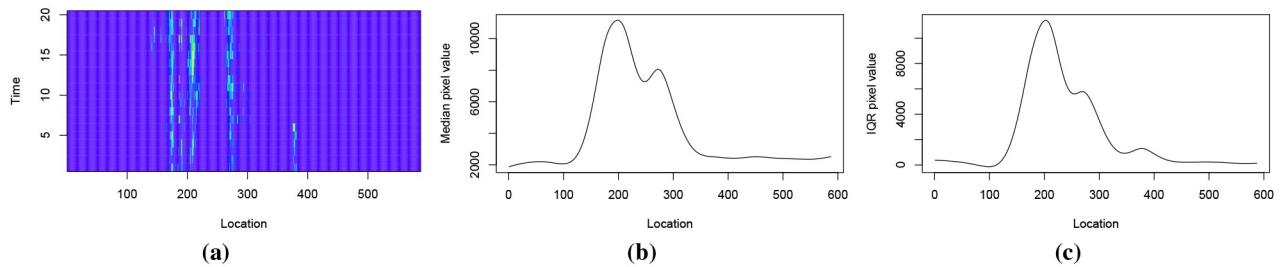 20
15
10
5
Time
100 200 300 400 500
Location
(a)
10000
6000
2000
Median pixel value
0 100 200 300 400 500 600
Location
(b)
8000
4000
0
IQR pixel value
0 100 200 300 400 500 600
Location
(c)